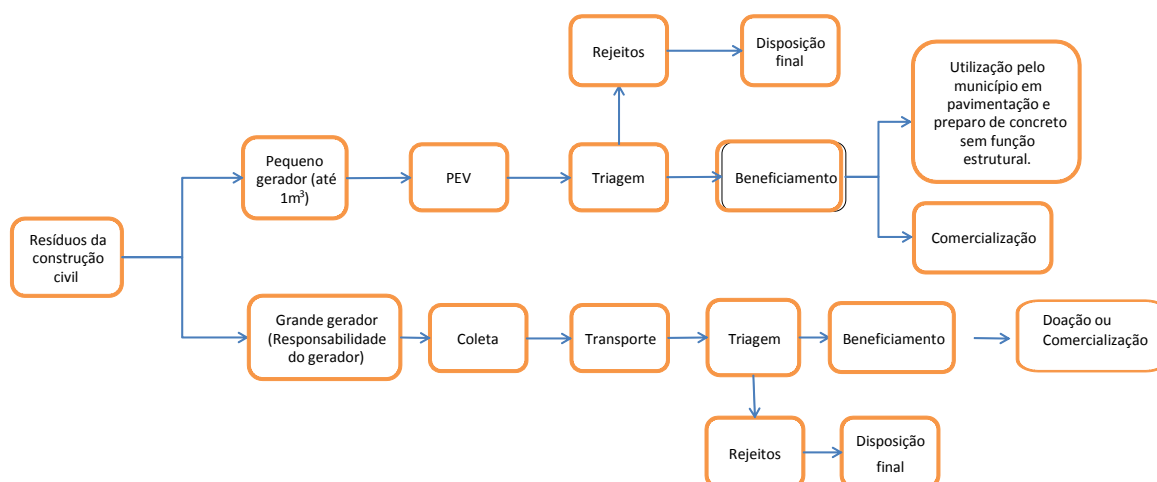 Rejeitos
Disposição
final
Utilização pelo
município em
pavimentação e
preparo de concreto
sem função
estrutural.
Pequeno
gerador (até
1m³)
PEV
Triagem
Beneficiamento
Resíduos da
construção
civil
Comercialização
Grande gerador
(Responsabilidade
do gerador)
Coleta
Transporte
Triagem
Beneficiamento
Doação ou
Comercialização
Rejeitos
Disposição
final